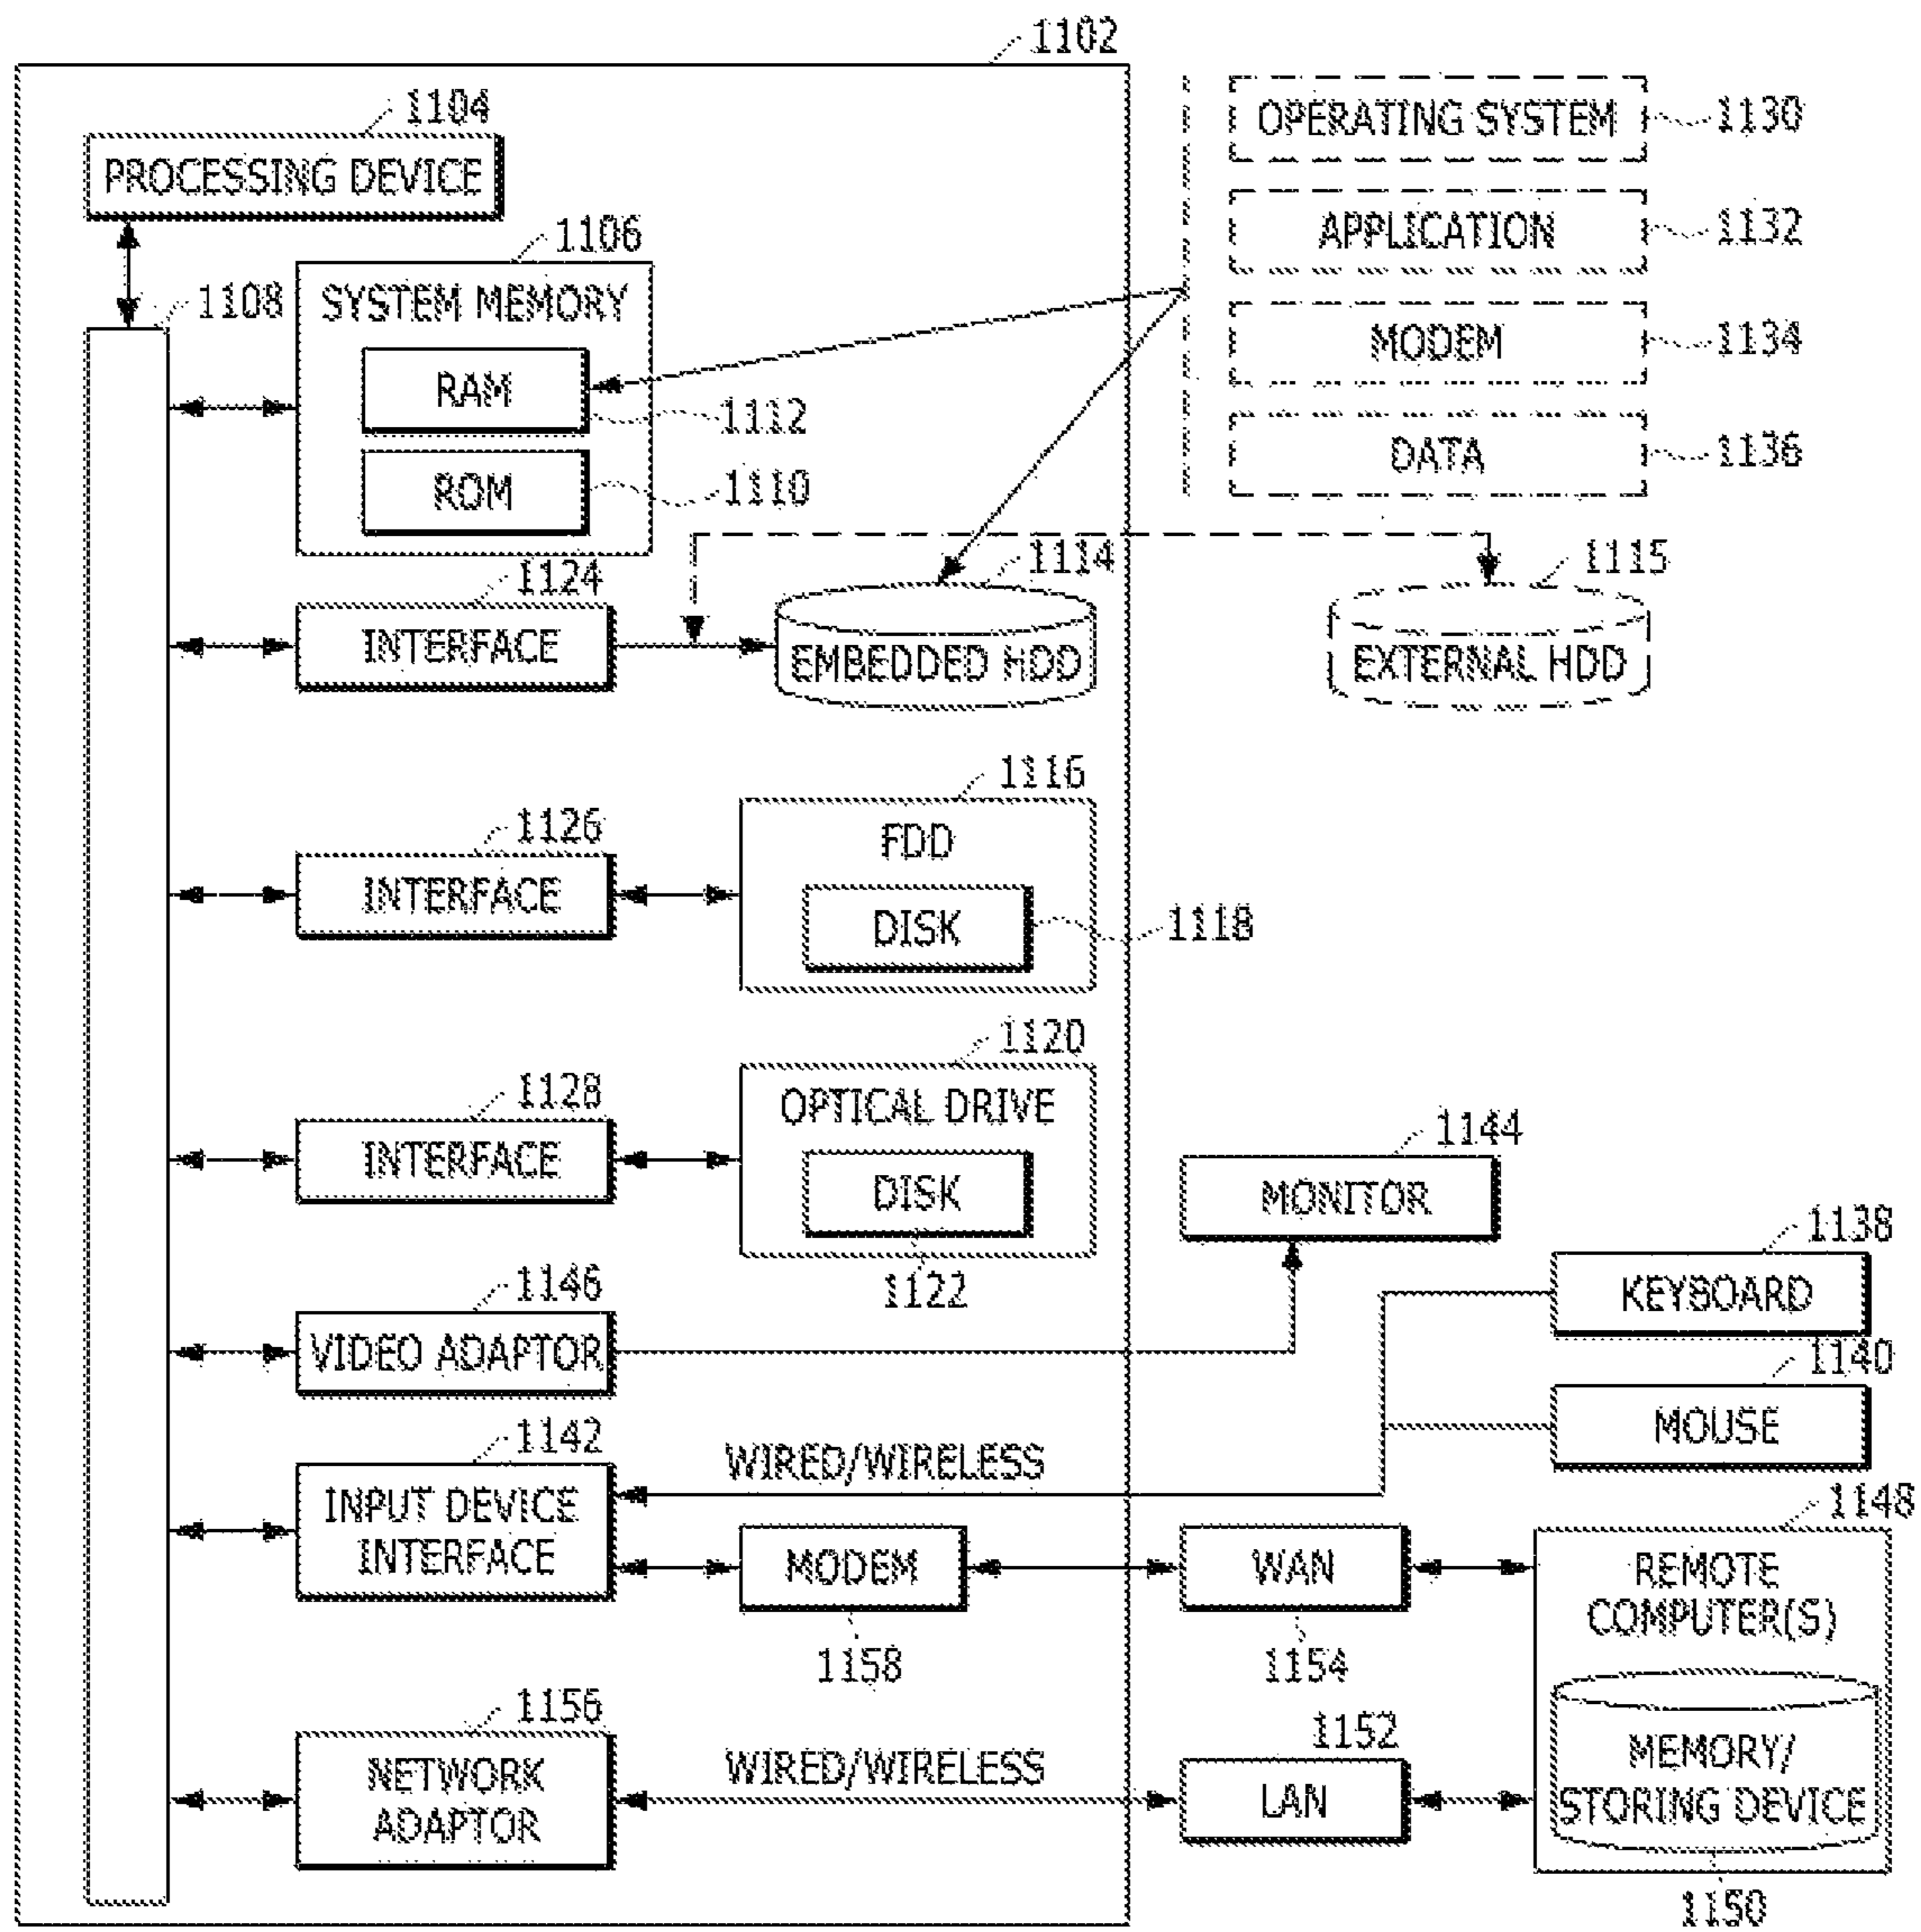 1102
1104
PROCESSING DEVICE
1106
SYSTEM MEMORY
1108
RAM
1112
ROM
1110
OPERATING SYSTEM
1130
APPLICATION
1132
MODEM
1134
DATA
1136
1124
INTERFACE
1114
EMBEDDED HDD
1115
EXTERNAL HDD
1126
INTERFACE
1116
FDD
DISK
1118
1128
INTERFACE
1120
OPTICAL DRIVE
DISK
1122
1144
MONITOR
1138
KEYBOARD
1146
VIDEO ADAPTOR
1140
MOUSE
1142
INPUT DEVICE
INTERFACE
WIRED/WIRELESS
MODEM
1158
WAN
1154
1148
REMOTE
COMPUTER(S)
MEMORY/
STORING DEVICE
1150
1156
NETWORK
ADAPTOR
WIRED/WIRELESS
1152
LAN